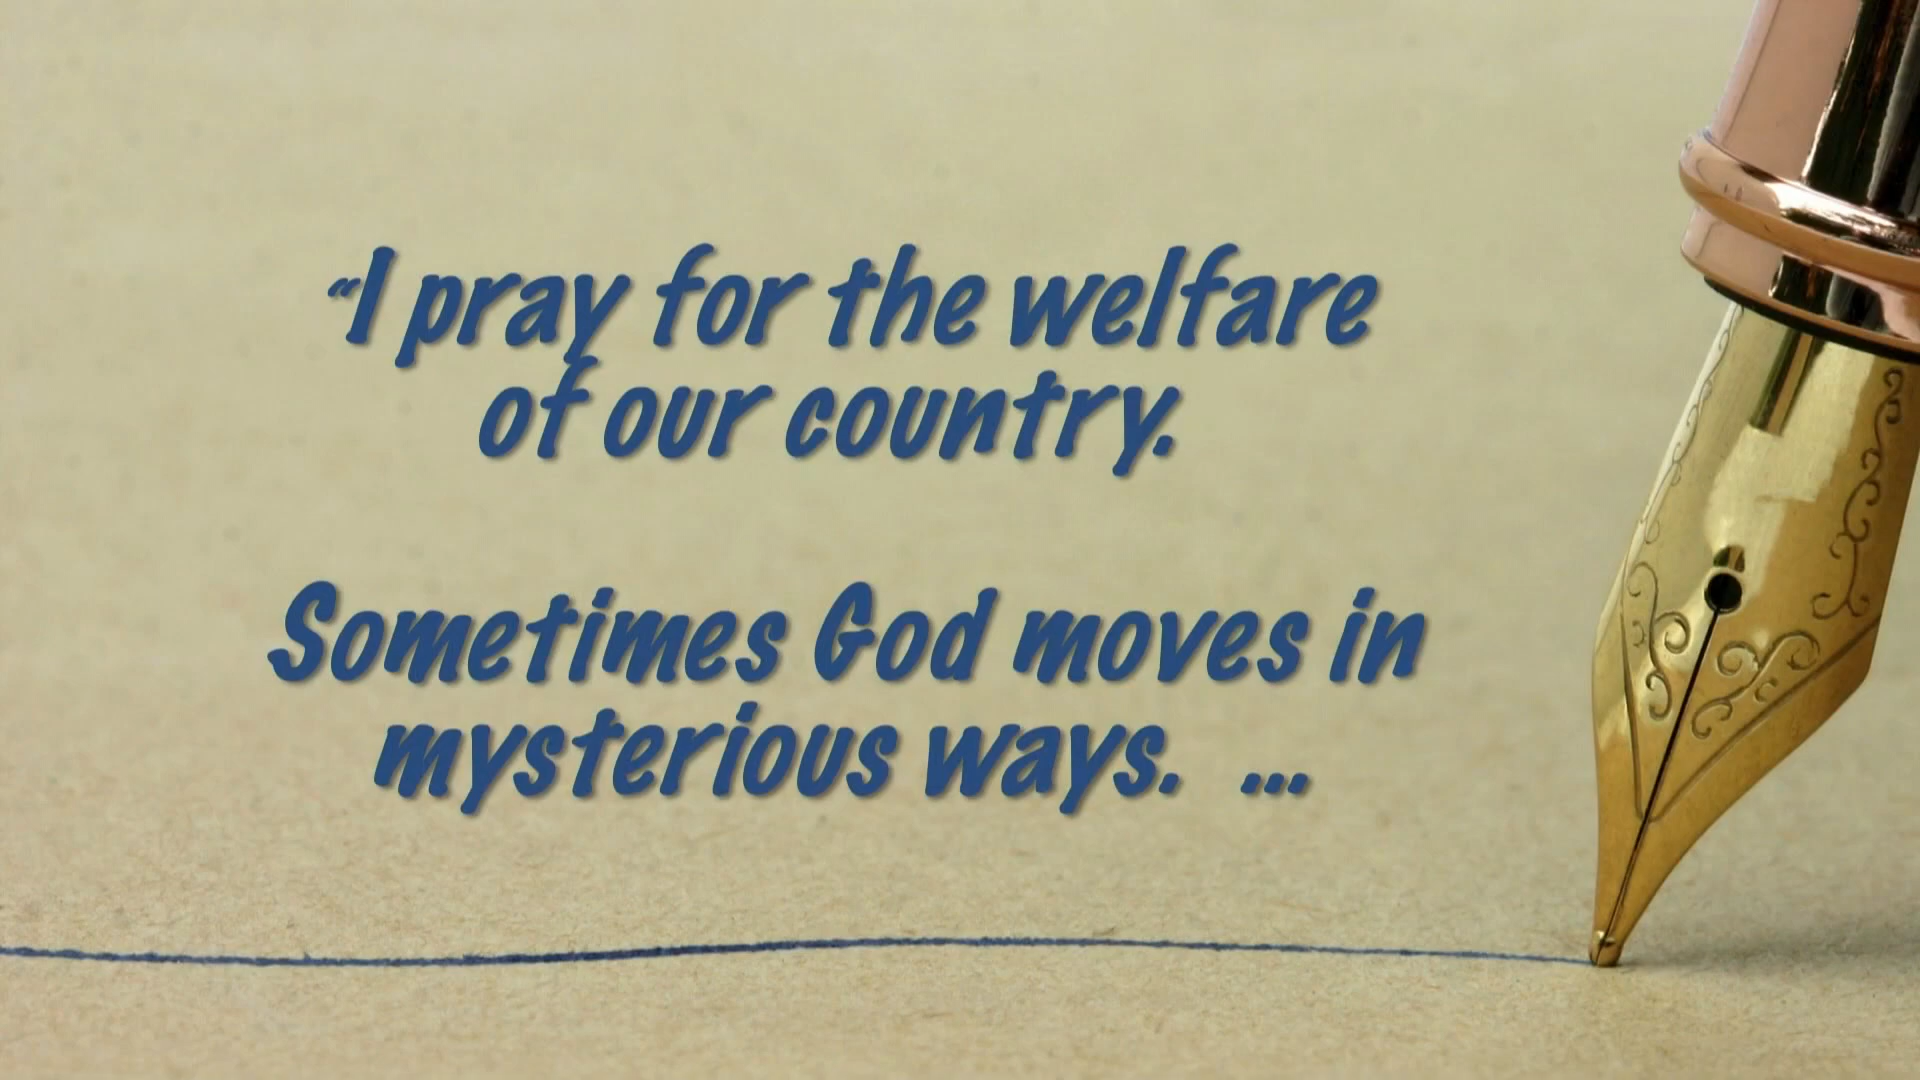 “I pray for the welfare
of our country.
Sometimes God moves in
mysterious ways. ...